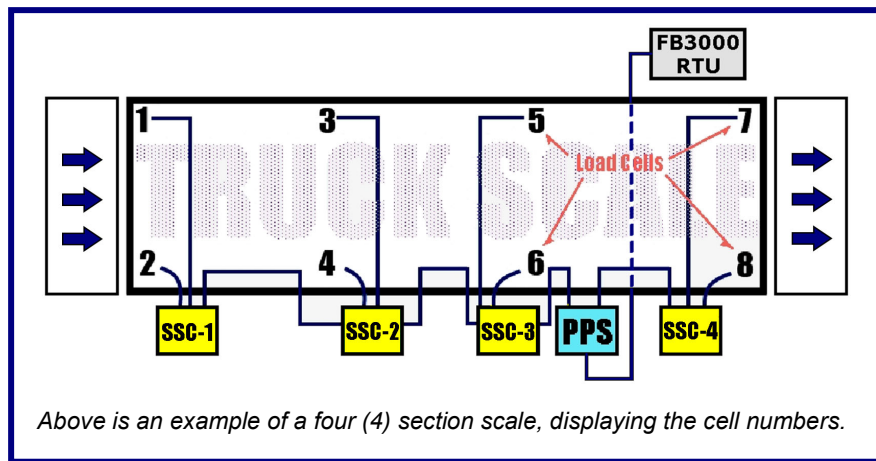 FB3000
RTU
1 3 5 7
Load Cells
TRUCK SCALE
2 4 6 8
SSC-1 SSC-2 SSC-3 PPS SSC-4
Above is an example of a four (4) section scale, displaying the cell numbers.